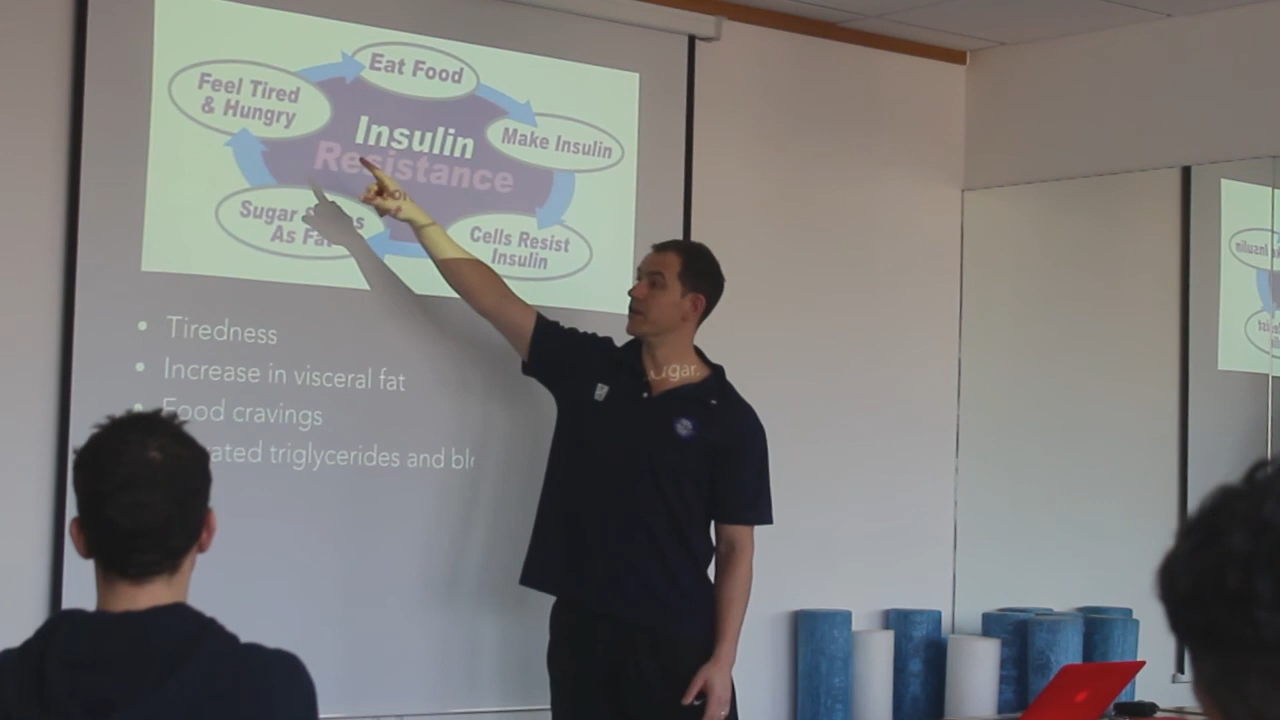 Eat Food
Feel Tired
& Hungry
Make Insulin
Insulin
Resistance
Sugar
As
Cells Resist
Insulin
• Tiredness
• Increase in visceral fat
• Food cravings
triglycerides and